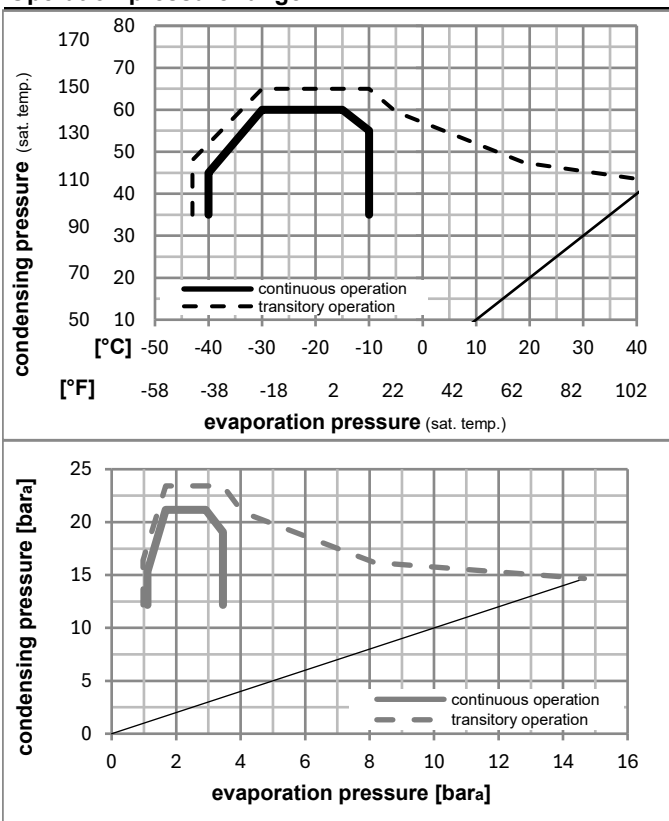 Operation pressure range
condensing pressure (sat. temp.)
170 80
70
150 60
130 50
110 40
90 30
70 20
50 10
continuous operation
transitory operation
[°C] -50 -40 -30 -20 -10 0 10 20 30 40
[°F] -58 -38 -18 2 22 42 62 82 102
evaporation pressure (sat. temp.)
condensing pressure [bara]
25
20
15
10
5
0
continuous operation
transitory operation
0 2 4 6 8 10 12 14 16
evaporation pressure [bara]